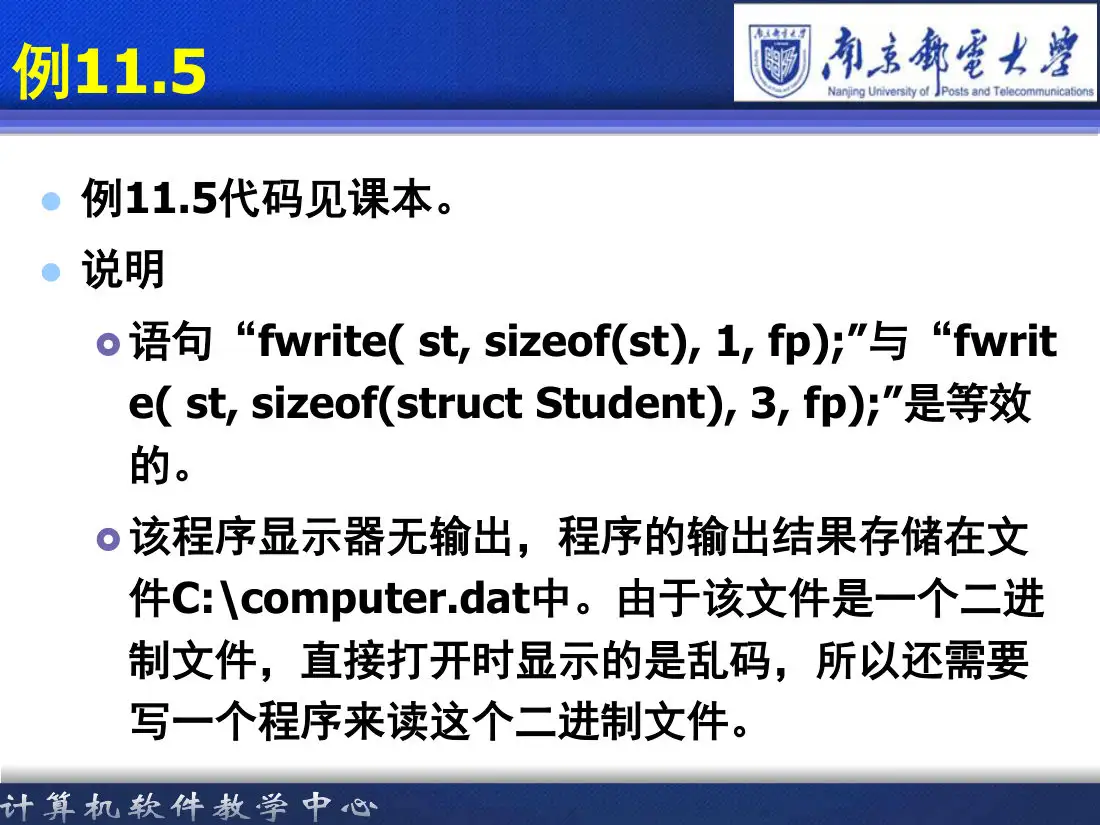 例11.5
南京邮电大学
Nanjing University of Posts and Telecommunications
例11.5代码见课本。
说明
语句“fwrite( st, sizeof(st), 1, fp);”与“fwrit
e( st, sizeof(struct Student), 3, fp);”是等效
的。
该程序显示器无输出，程序的输出结果存储在文
件C:\computer.dat中。由于该文件是一个二进
制文件，直接打开时显示的是乱码，所以还需要
写一个程序来读这个二进制文件。
计算机软件教学中心